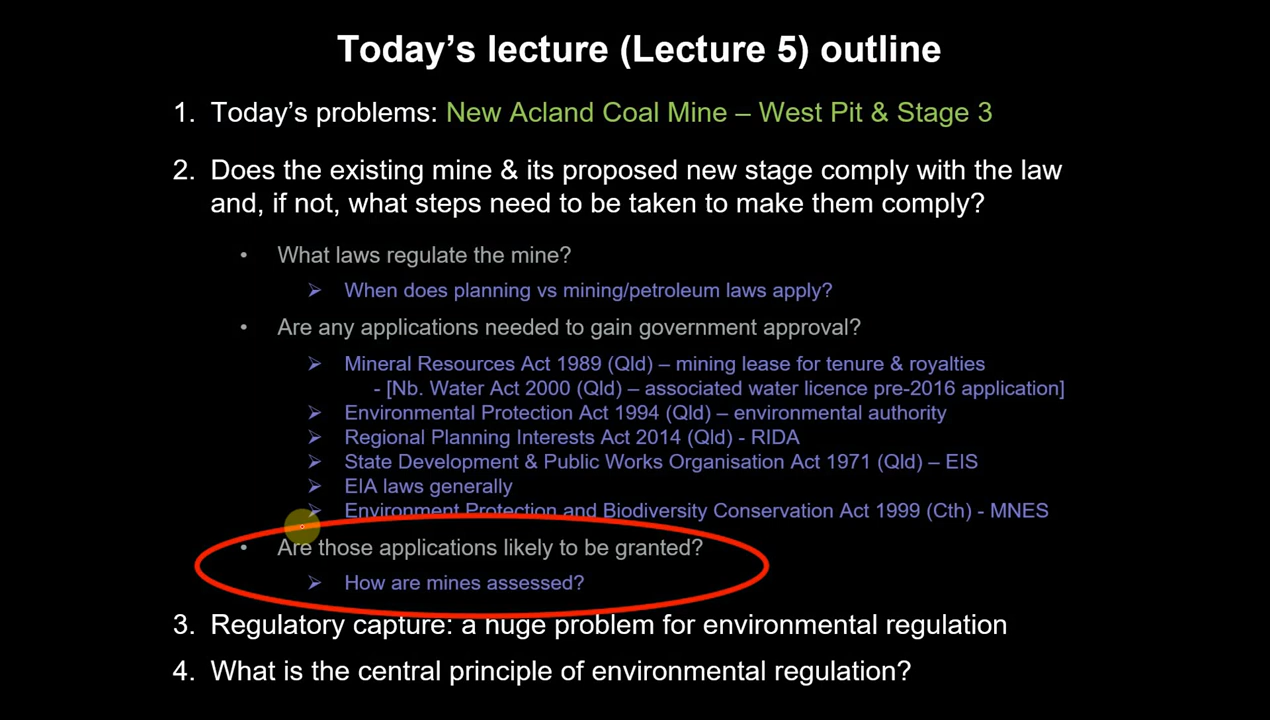 Today’s lecture (Lecture 5) outline
1. Today’s problems: New Acland Coal Mine – West Pit & Stage 3
2. Does the existing mine & its proposed new stage comply with the law
and, if not, what steps need to be taken to make them comply?
• What laws regulate the mine?
➢ When does planning vs mining/petroleum laws apply?
• Are any applications needed to gain government approval?
➢ Mineral Resources Act 1989 (Qld) – mining lease for tenure & royalties
- [Nb. Water Act 2000 (Qld) – associated water licence pre-2016 application]
➢ Environmental Protection Act 1994 (Qld) – environmental authority
➢ Regional Planning Interests Act 2014 (Qld) - RIDA
➢ State Development & Public Works Organisation Act 1971 (Qld) – EIS
➢ EIA laws generally
➢ Environment Protection and Biodiversity Conservation Act 1999 (Cth) - MNES
• Are those applications likely to be granted?
➢ How are mines assessed?
3. Regulatory capture: a huge problem for environmental regulation
4. What is the central principle of environmental regulation?